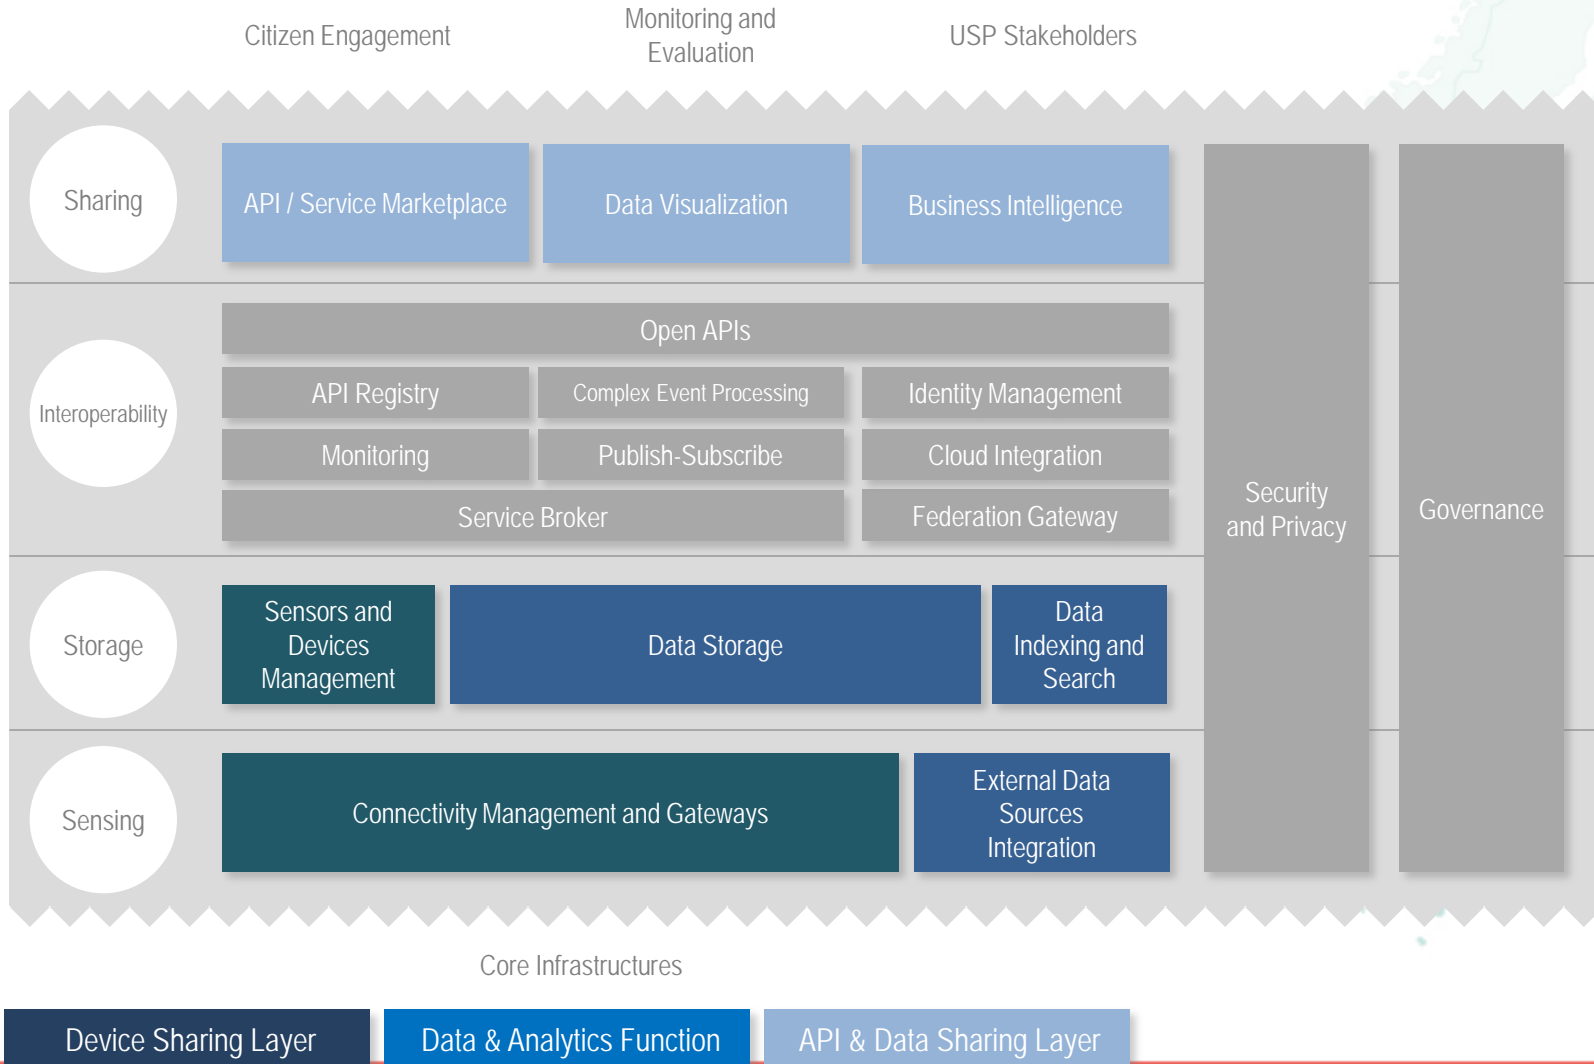 Citizen Engagement
Monitoring and
Evaluation
USP Stakeholders
Sharing
API / Service Marketplace
Data Visualization
Business Intelligence
Interoperability
Open APIs
API Registry
Complex Event Processing
Identity Management
Monitoring
Publish-Subscribe
Cloud Integration
Service Broker
Federation Gateway
Security
and Privacy
Governance
Storage
Sensors and
Devices
Management
Data Storage
Data
Indexing and
Search
Sensing
Connectivity Management and Gateways
External Data
Sources
Integration
Core Infrastructures
Device Sharing Layer
Data & Analytics Function
API & Data Sharing Layer